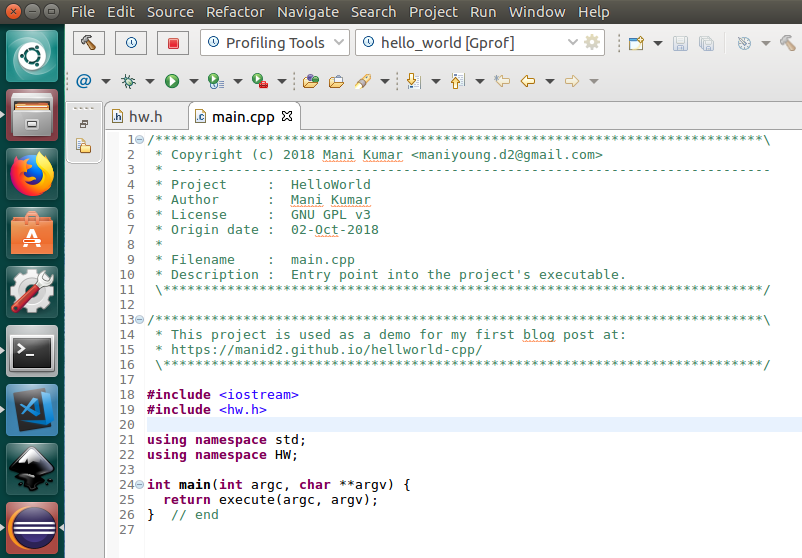 File Edit Source Refactor Navigate Search Project Run Window Help
Profiling Tools hello_world [Gprof]
hw.h main.cpp
1 /****************************************************************************\
2  * Copyright (c) 2018 Mani Kumar <maniyoung.d2@gmail.com>
3  * ---------------------------------------------------------------------------
4  * Project     :  HelloWorld
5  * Author      :  Mani Kumar
6  * License     :  GNU GPL v3
7  * Origin date :  02-Oct-2018
8  *
9  * Filename    :  main.cpp
10  * Description :  Entry point into the project's executable.
11  \***************************************************************************/
12
13 /****************************************************************************\
14  * This project is used as a demo for my first blog post at:
15  * https://manid2.github.io/hellworld-cpp/
16  \***************************************************************************/
17
18 #include <iostream>
19 #include <hw.h>
20
21 using namespace std;
22 using namespace HW;
23
24 int main(int argc, char **argv) {
25   return execute(argc, argv);
26 }  // end
27